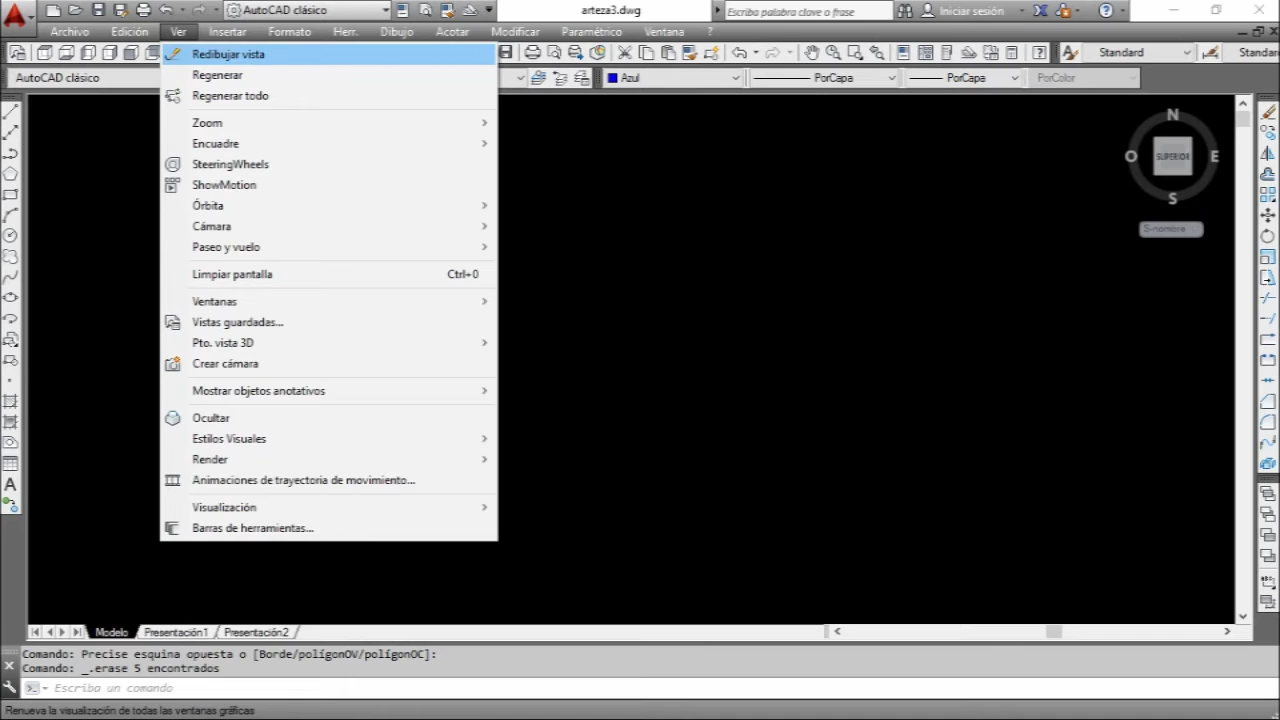 AutoCAD clásico
arteza3.dwg
Escriba palabra clave o frase
Iniciar sesión
Archivo Edición Ver Insertar Formato Herr. Dibujo Acotar Modificar Paramétrico Ventana ?
Standard
Standar
AutoCAD clásico
Azul
PorCapa
PorCapa
PorColor
Redibujar vista
Regenerar
Regenerar todo
Zoom
Encuadre
SteeringWheels
ShowMotion
Órbita
Cámara
Paseo y vuelo
Limpiar pantalla Ctrl+0
Ventanas
Vistas guardadas...
Pto. vista 3D
Crear cámara
Mostrar objetos anotativos
Ocultar
Estilos Visuales
Render
Animaciones de trayectoria de movimiento...
Visualización
Barras de herramientas...
N
O SUPERIOR E
S
S-nombre
A
Modelo Presentación1 Presentación2
Comando: Precise esquina opuesta o [Borde/polígonOV/polígonOC]:
Comando: _.erase 5 encontrados
Escriba un comando
Renueva la visualización de todas las ventanas gráficas